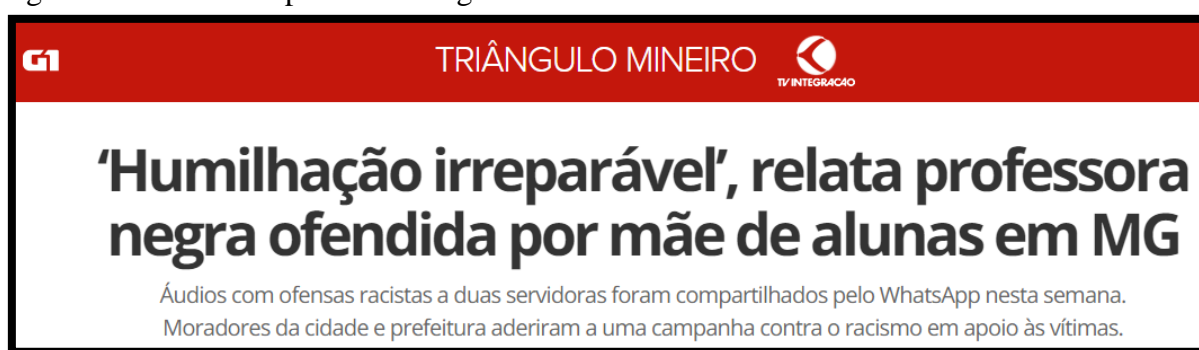 G1
TRIÂNGULO MINEIRO
TV INTEGRAÇÃO
‘Humilhação irreparável’, relata professora
negra ofendida por mãe de alunas em MG
Áudios com ofensas racistas a duas servidoras foram compartilhados pelo WhatsApp nesta semana.
Moradores da cidade e prefeitura aderiram a uma campanha contra o racismo em apoio às vítimas.